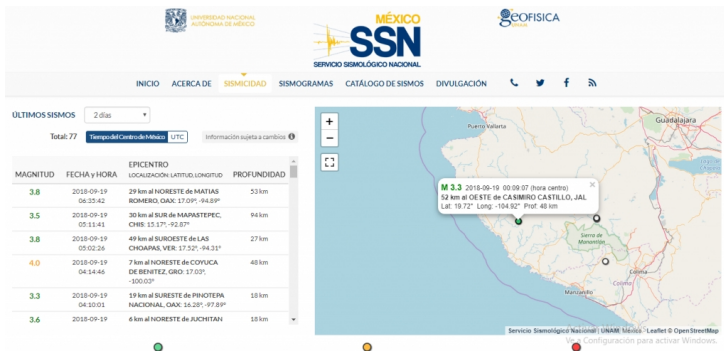 UNIVERSIDAD NACIONAL
AUTÓNOMA DE MÉXICO
MÉXICO
SSN
SERVICIO SISMOLÓGICO NACIONAL
GEOFISICA
INICIO ACERCA DE SISMICIDAD SISMOGRAMAS CATÁLOGO DE SISMOS DIVULGACIÓN
ÚLTIMOS SISMOS 2 días
Total: 77 Tiempo del Centro de México UTC Información sujeta a cambios
MAGNITUD FECHA y HORA EPICENTRO LOCALIZACIÓN: LATITUD, LONGITUD PROFUNDIDAD
3.8 2018-09-19 06:35:42 29 km al NORESTE de MATIAS ROMERO, OAX: 17.09°, -94.89° 53 km
3.5 2018-09-19 05:11:41 30 km al SUR de MAPASTEPEC, CHIS: 15.17°, -92.87° 94 km
3.8 2018-09-19 05:02:26 49 km al SUROESTE de LAS CHOAPAS, VER: 17.52°, -94.31° 27 km
4.0 2018-09-19 04:14:46 7 km al NORESTE de COYUCA DE BENITEZ, GRO: 17.03°, -100.03° 48 km
3.3 2018-09-19 04:10:01 19 km al SURESTE de PINOTEPA NACIONAL, OAX: 16.28°, -97.89° 18 km
3.6 2018-09-19 6 km al NORESTE de JUCHITAN 18 km
+
−
Puerto Vallarta
Guadalajara
M 3.3 2018-09-19 00:09:07 (hora centro) ×
52 km al OESTE de CASIMIRO CASTILLO, JAL
Lat: 19.72° Long: -104.92° Prof: 48 km
Sierra de
Manantlán
Colima
Colima
Manzanillo
Servicio Sismológico Nacional | UNAM, México - Leaflet © OpenStreetMap
Ve a Configuración para activar Windows.